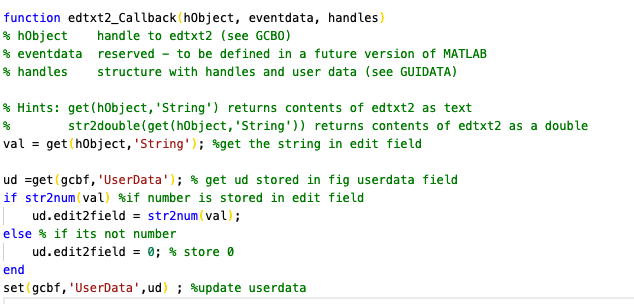 function edtxt2_Callback(hObject, eventdata, handles)
% hObject    handle to edtxt2 (see GCBO)
% eventdata  reserved - to be defined in a future version of MATLAB
% handles    structure with handles and user data (see GUIDATA)
% Hints: get(hObject,'String') returns contents of edtxt2 as text
%        str2double(get(hObject,'String')) returns contents of edtxt2 as a double
val = get(hObject,'String'); %get the string in edit field
ud =get(gcbf,'UserData'); % get ud stored in fig userdata field
if str2num(val) %if number is stored in edit field
    ud.edit2field = str2num(val);
else % if its not number
    ud.edit2field = 0; % store 0
end
set(gcbf,'UserData',ud) ; %update userdata